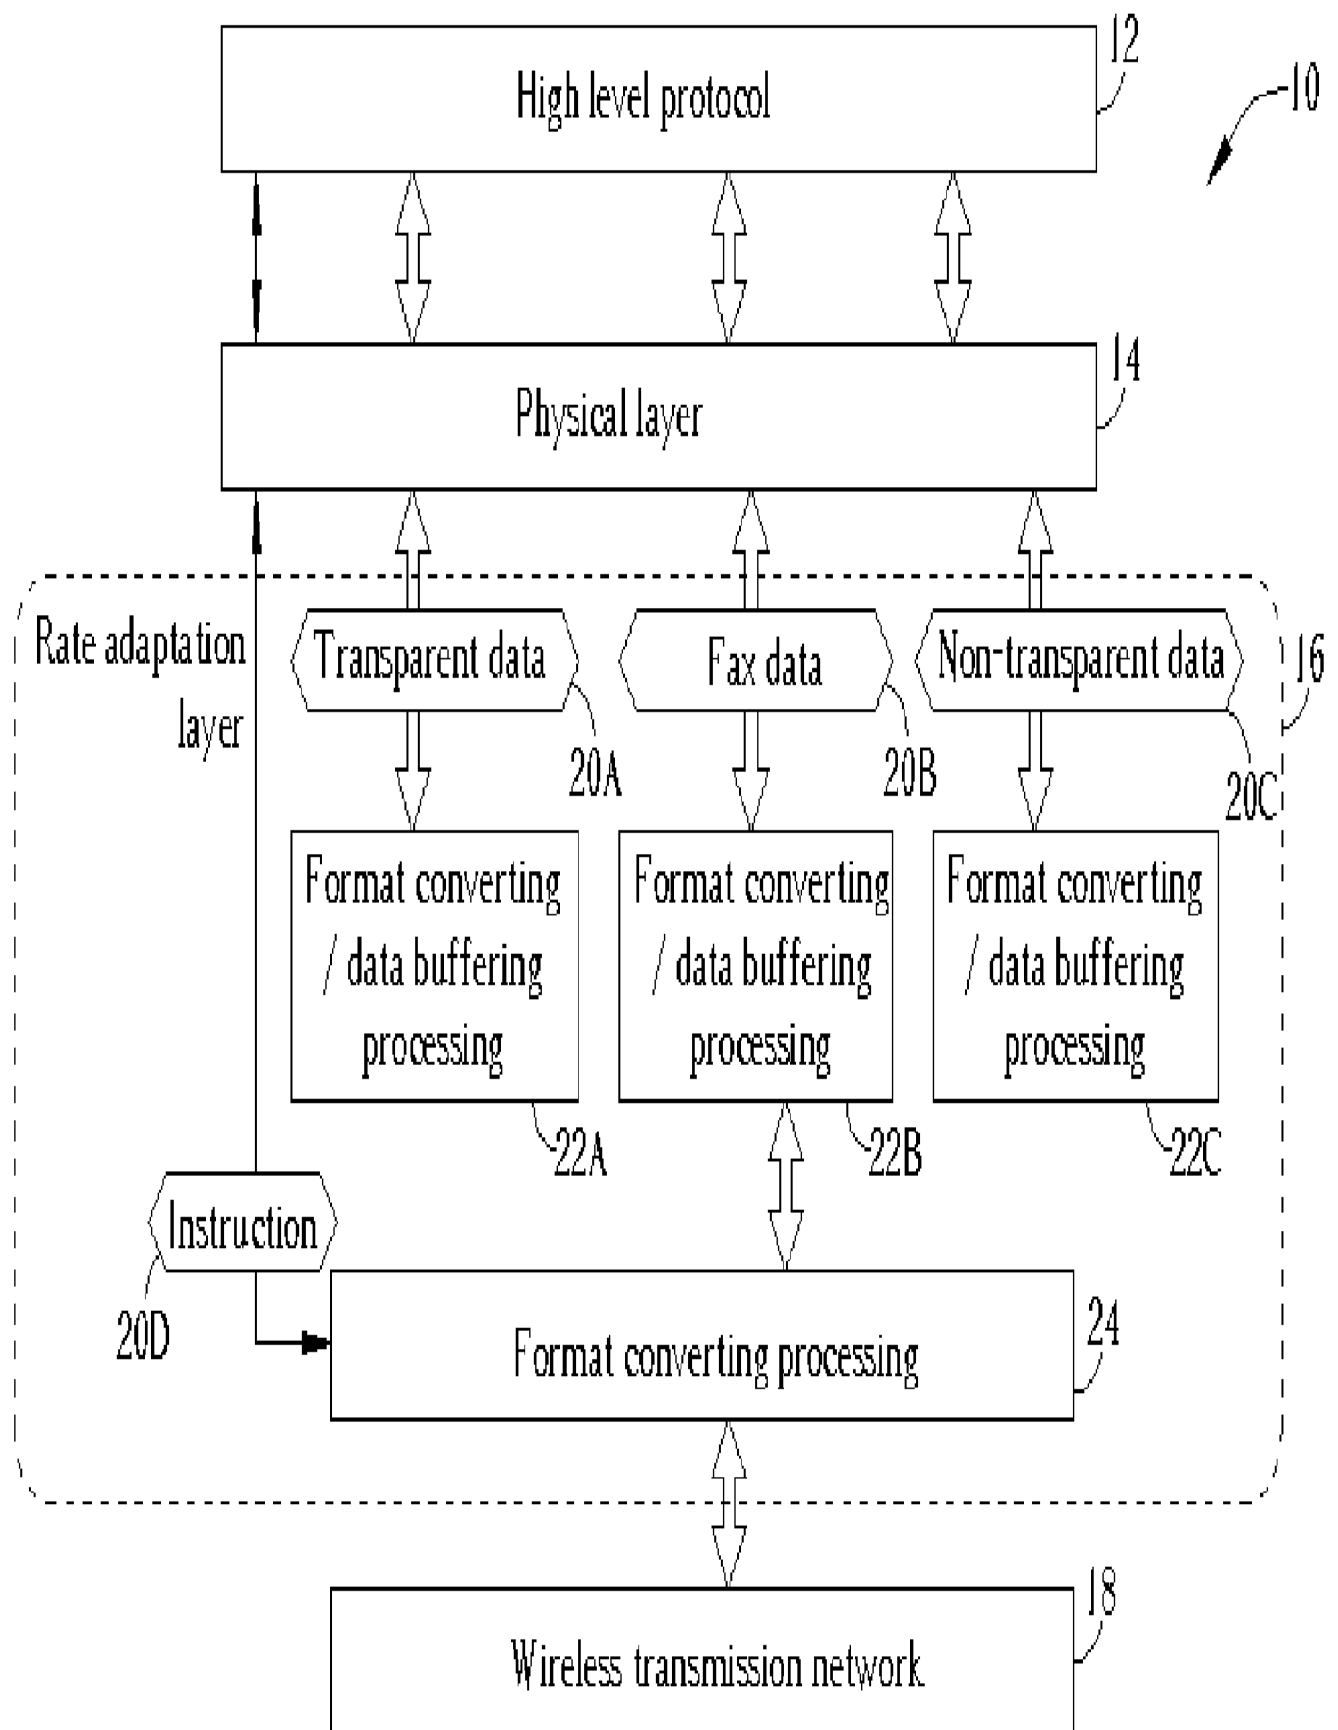 12
High level protocol
10
14
Physical layer
Rate adaptation
layer
Transparent data
Fax data
Non-transparent data
16
20A
20B
20C
Format converting
/ data buffering
processing
Format converting
/ data buffering
processing
Format converting
/ data buffering
processing
22A
22B
22C
Instruction
20D
24
Format converting processing
18
Wireless transmission network